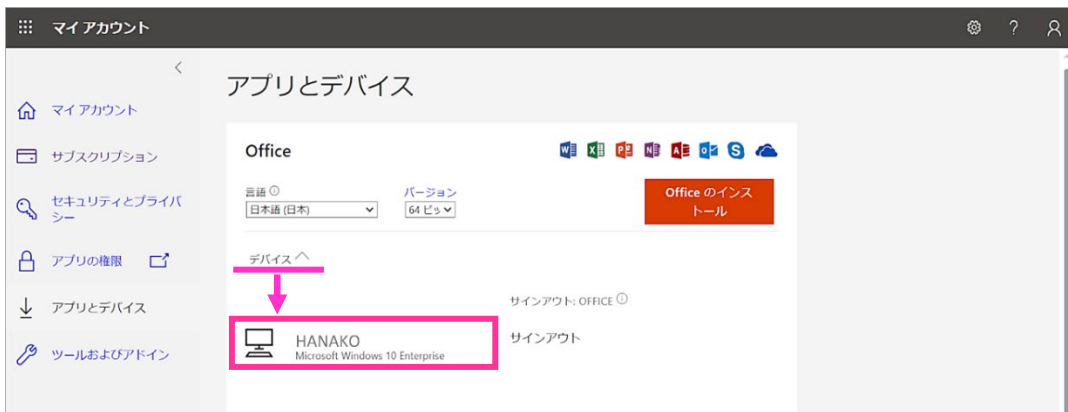 マイ アカウント
?
アプリとデバイス
マイ アカウント
サブスクリプション
セキュリティとプライバ
シー
アプリの権限
アプリとデバイス
ツールおよびアドイン
Office
言語
バージョン
日本語 (日本)
64 ビッ
Office のインス
トール
デバイス
サインアウト: OFFICE
HANAKO
Microsoft Windows 10 Enterprise
サインアウト